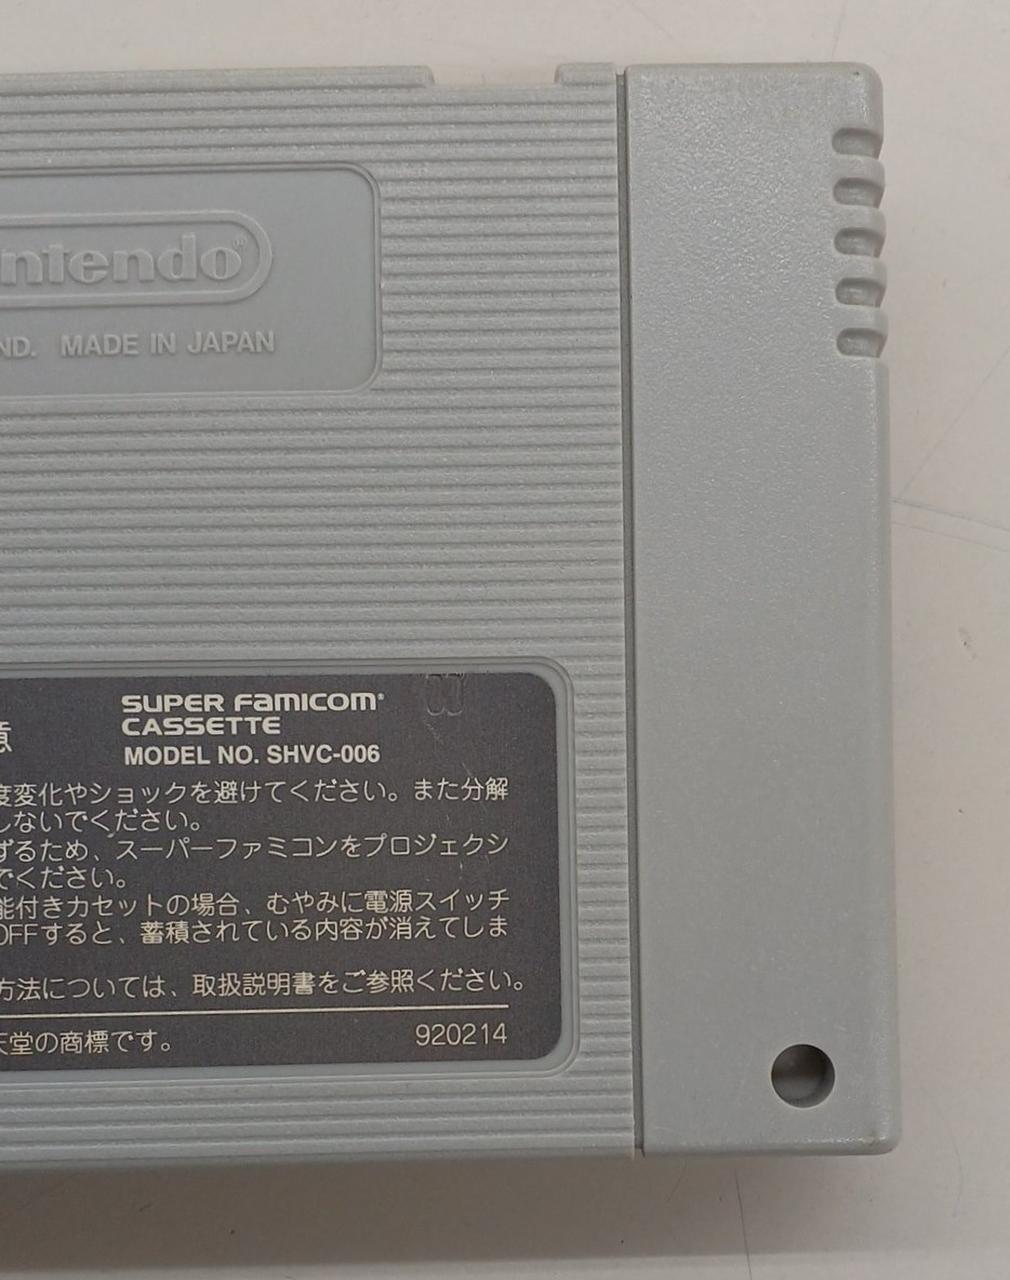 ntendo
ND. MADE IN JAPAN
SUPER FAMICOM
CASSETTE
意
MODEL NO. SHVC-006
度変化やショックを避けてください。また分解
しないでください。
ずるため、スーパーファミコンをプロジェクシ
でください。
能付きカセットの場合、むやみに電源スイッチ
OFFすると、蓄積されている内容が消えてしま
方法については、取扱説明書をご参照ください。
天堂の商標です。 920214